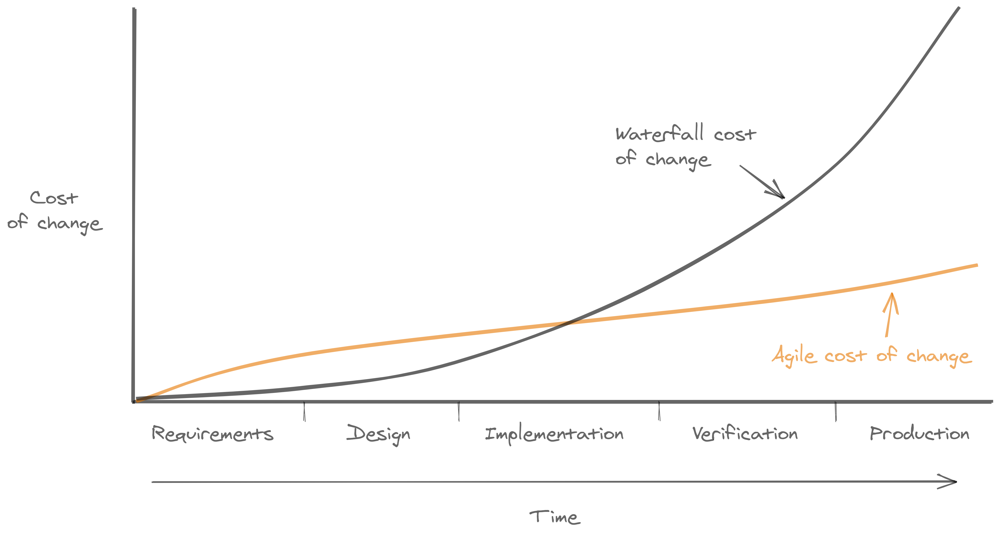 Waterfall cost
of change
Cost
of change
Agile cost of change
Requirements
Design
Implementation
Verification
Production
Time